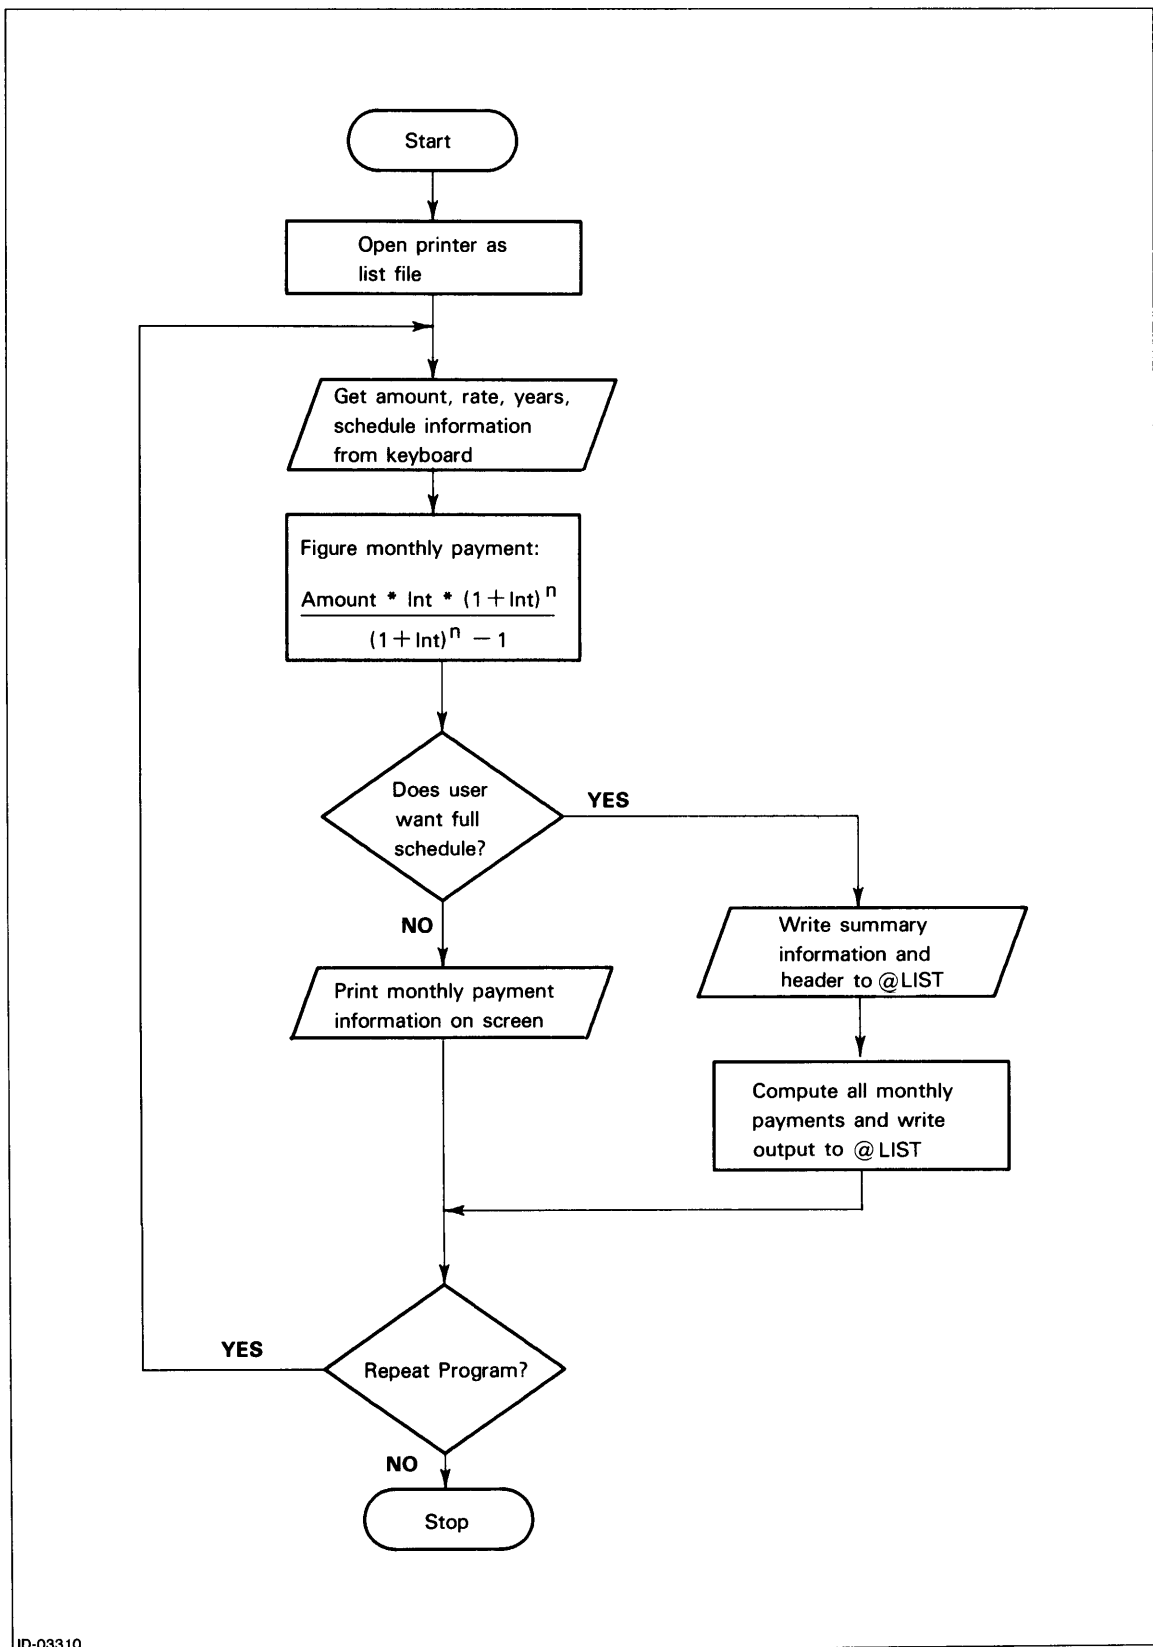 Start
Open printer as
list file
Get amount, rate, years,
schedule information
from keyboard
Figure monthly payment:
Amount * Int * (1 + Int)^n
(1 + Int)^n − 1
Does user
want full
schedule?
YES
NO
Write summary
information and
header to @LIST
Print monthly payment
information on screen
Compute all monthly
payments and write
output to @LIST
YES
Repeat Program?
NO
Stop
ID-03310